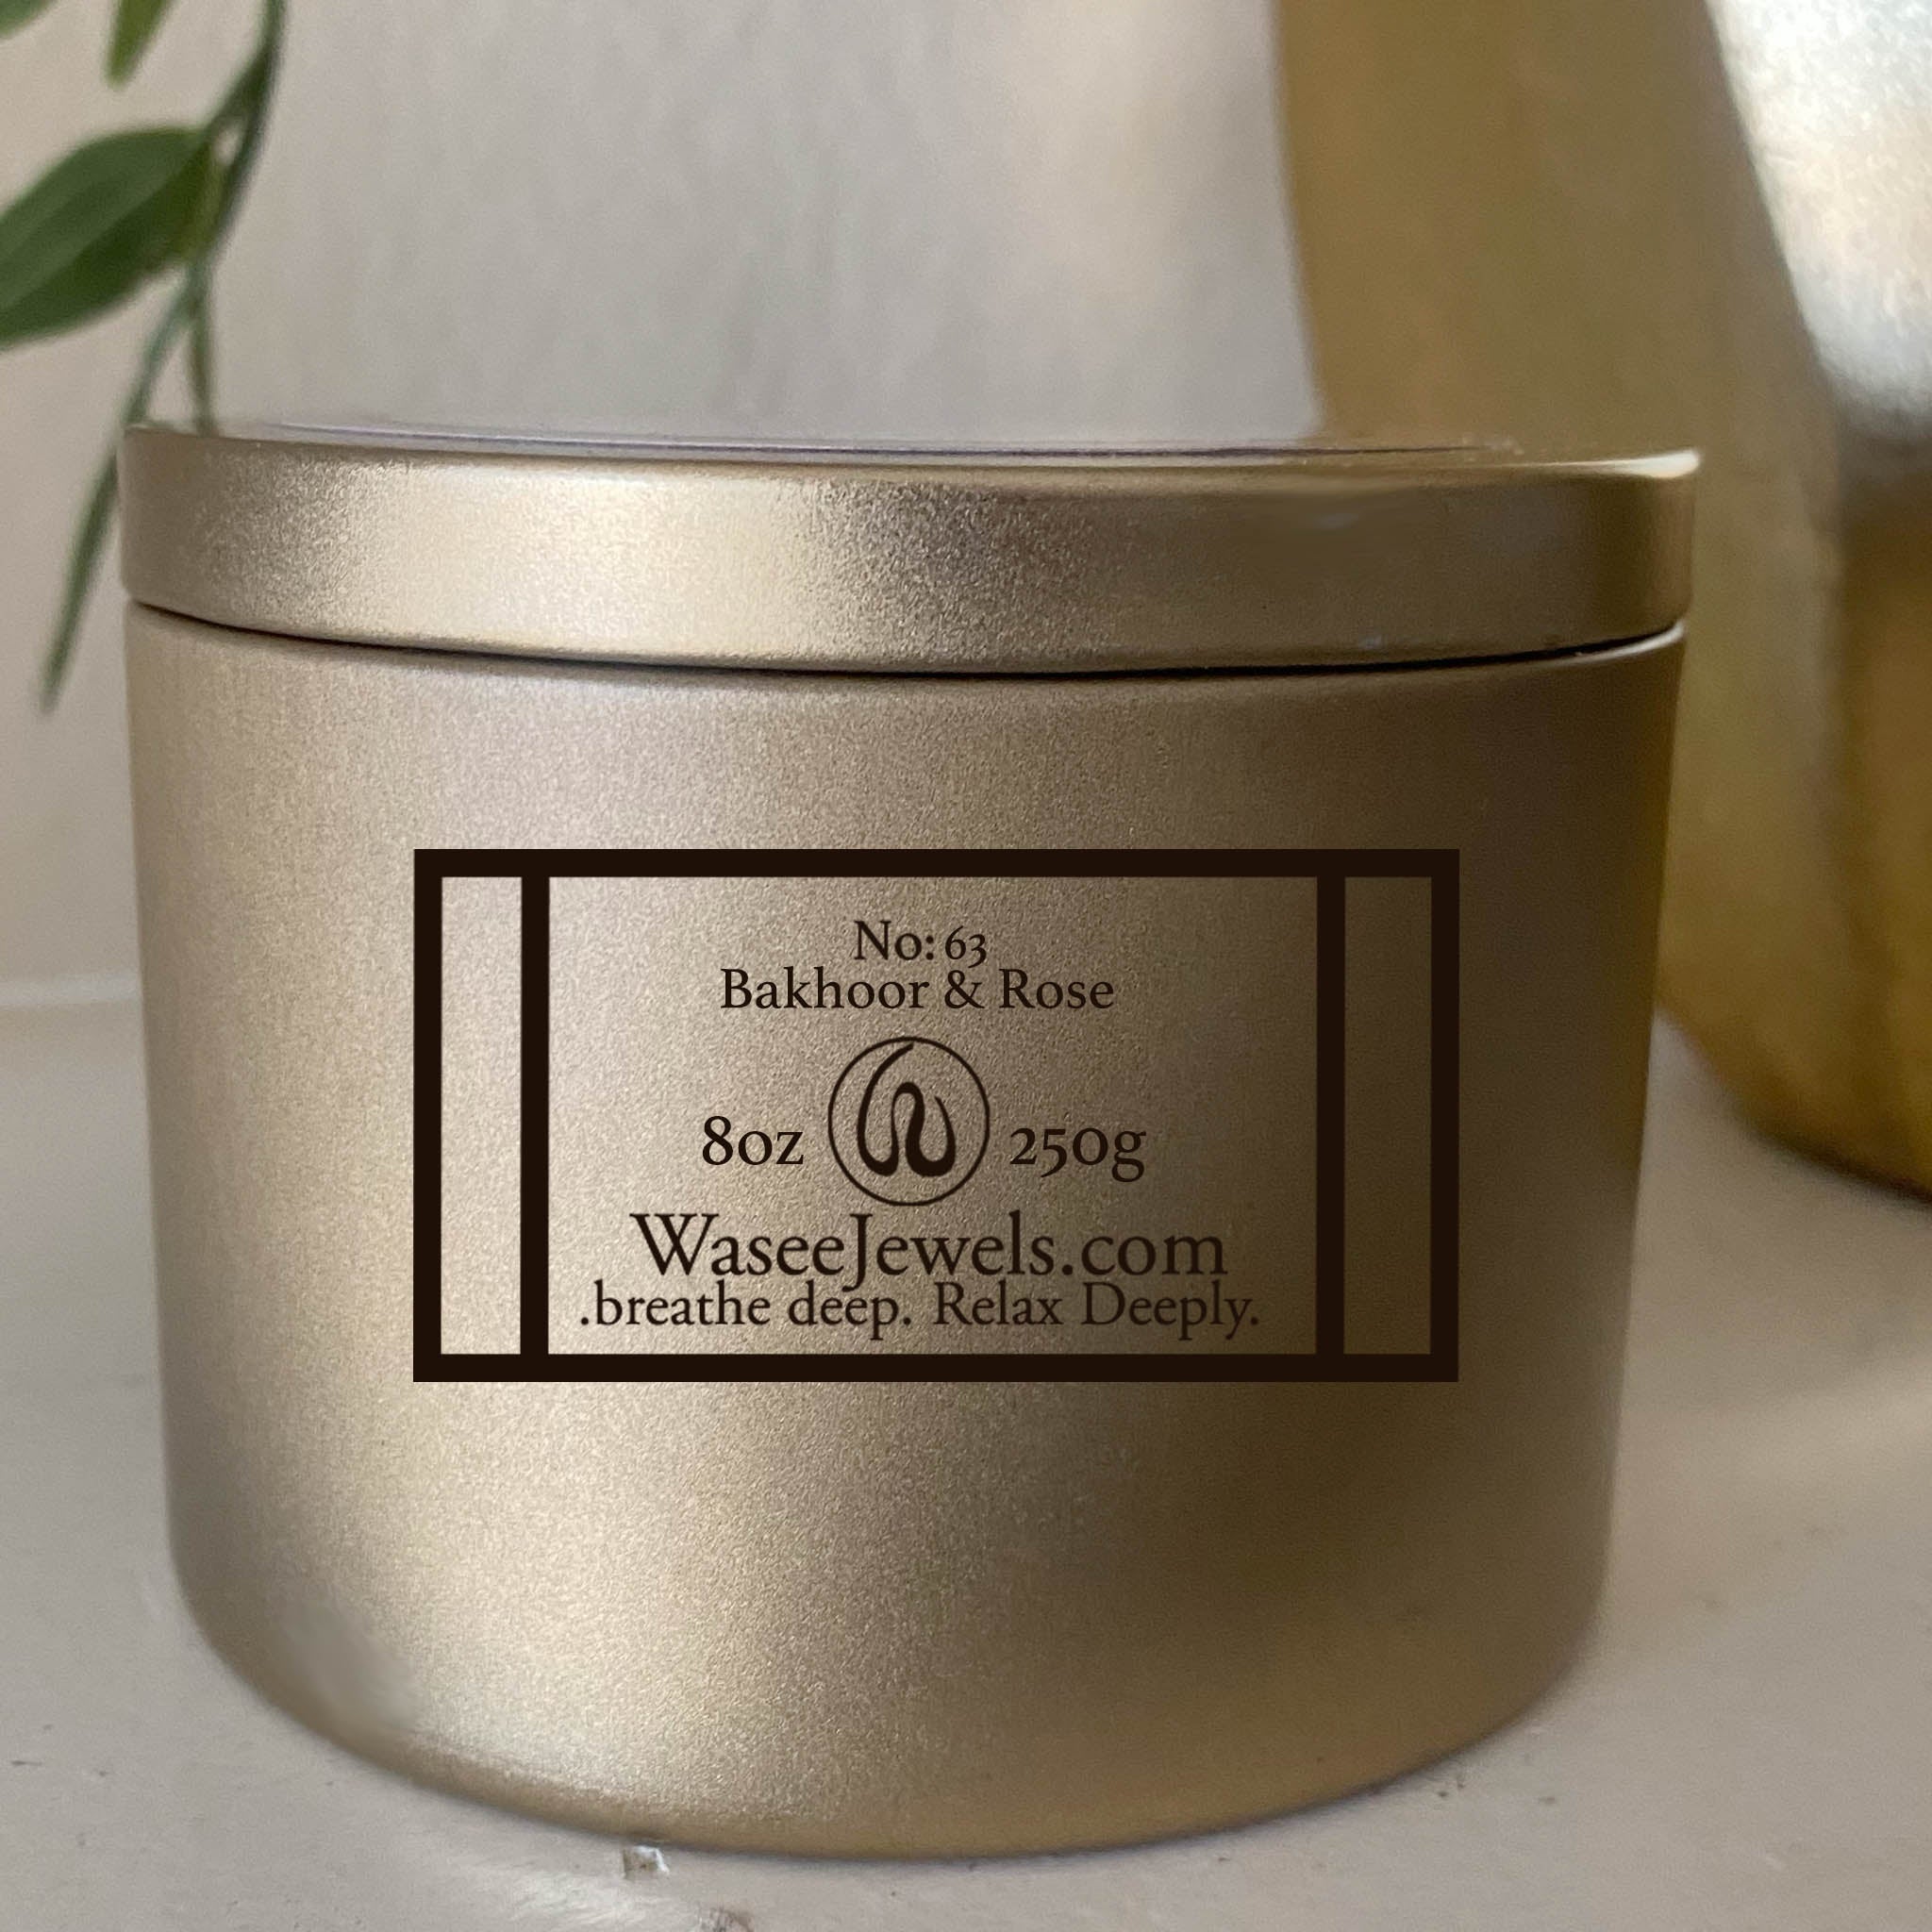 No: 63
Bakhoor & Rose
8oz 250g
WaseeJewels.com
.breathe deep. Relax Deeply.